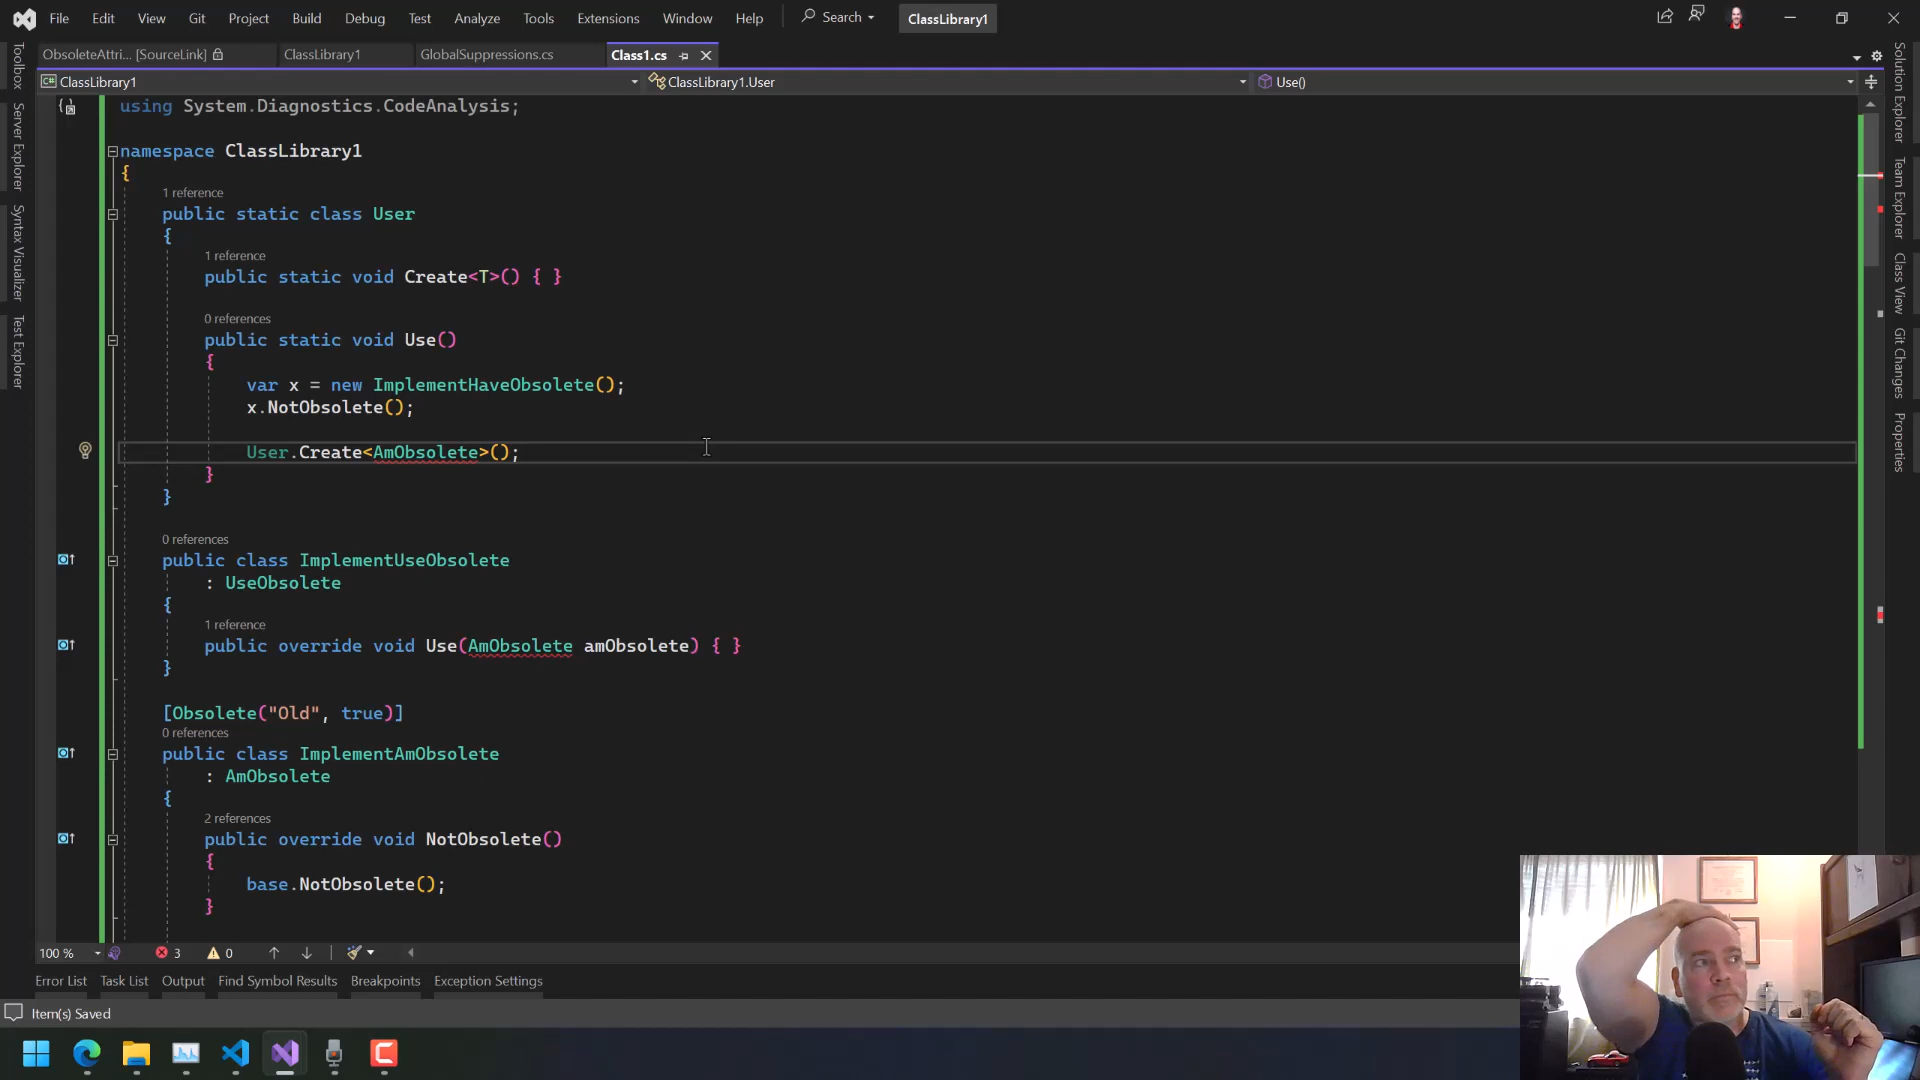 File Edit View Git Project Build Debug Test Analyze Tools Extensions Window Help Search ClassLibrary1
ObsoleteAttri... [SourceLink] ClassLibrary1 GlobalSuppressions.cs Class1.cs
ClassLibrary1 ClassLibrary1.User Use()
Toolbox
Server Explorer
Syntax Visualizer
Test Explorer
using System.Diagnostics.CodeAnalysis;
namespace ClassLibrary1
{
1 reference
public static class User
{
1 reference
public static void Create<T>() { }
0 references
public static void Use()
{
var x = new ImplementHaveObsolete();
x.NotObsolete();
User.Create<AmObsolete>();
}
}
0 references
public class ImplementUseObsolete
: UseObsolete
{
1 reference
public override void Use(AmObsolete amObsolete) { }
}
[Obsolete("Old", true)]
0 references
public class ImplementAmObsolete
: AmObsolete
{
2 references
public override void NotObsolete()
{
base.NotObsolete();
}
Solution Explorer
Team Explorer
Class View
Git Changes
Properties
100 % 3 0
Error List Task List Output Find Symbol Results Breakpoints Exception Settings
Item(s) Saved